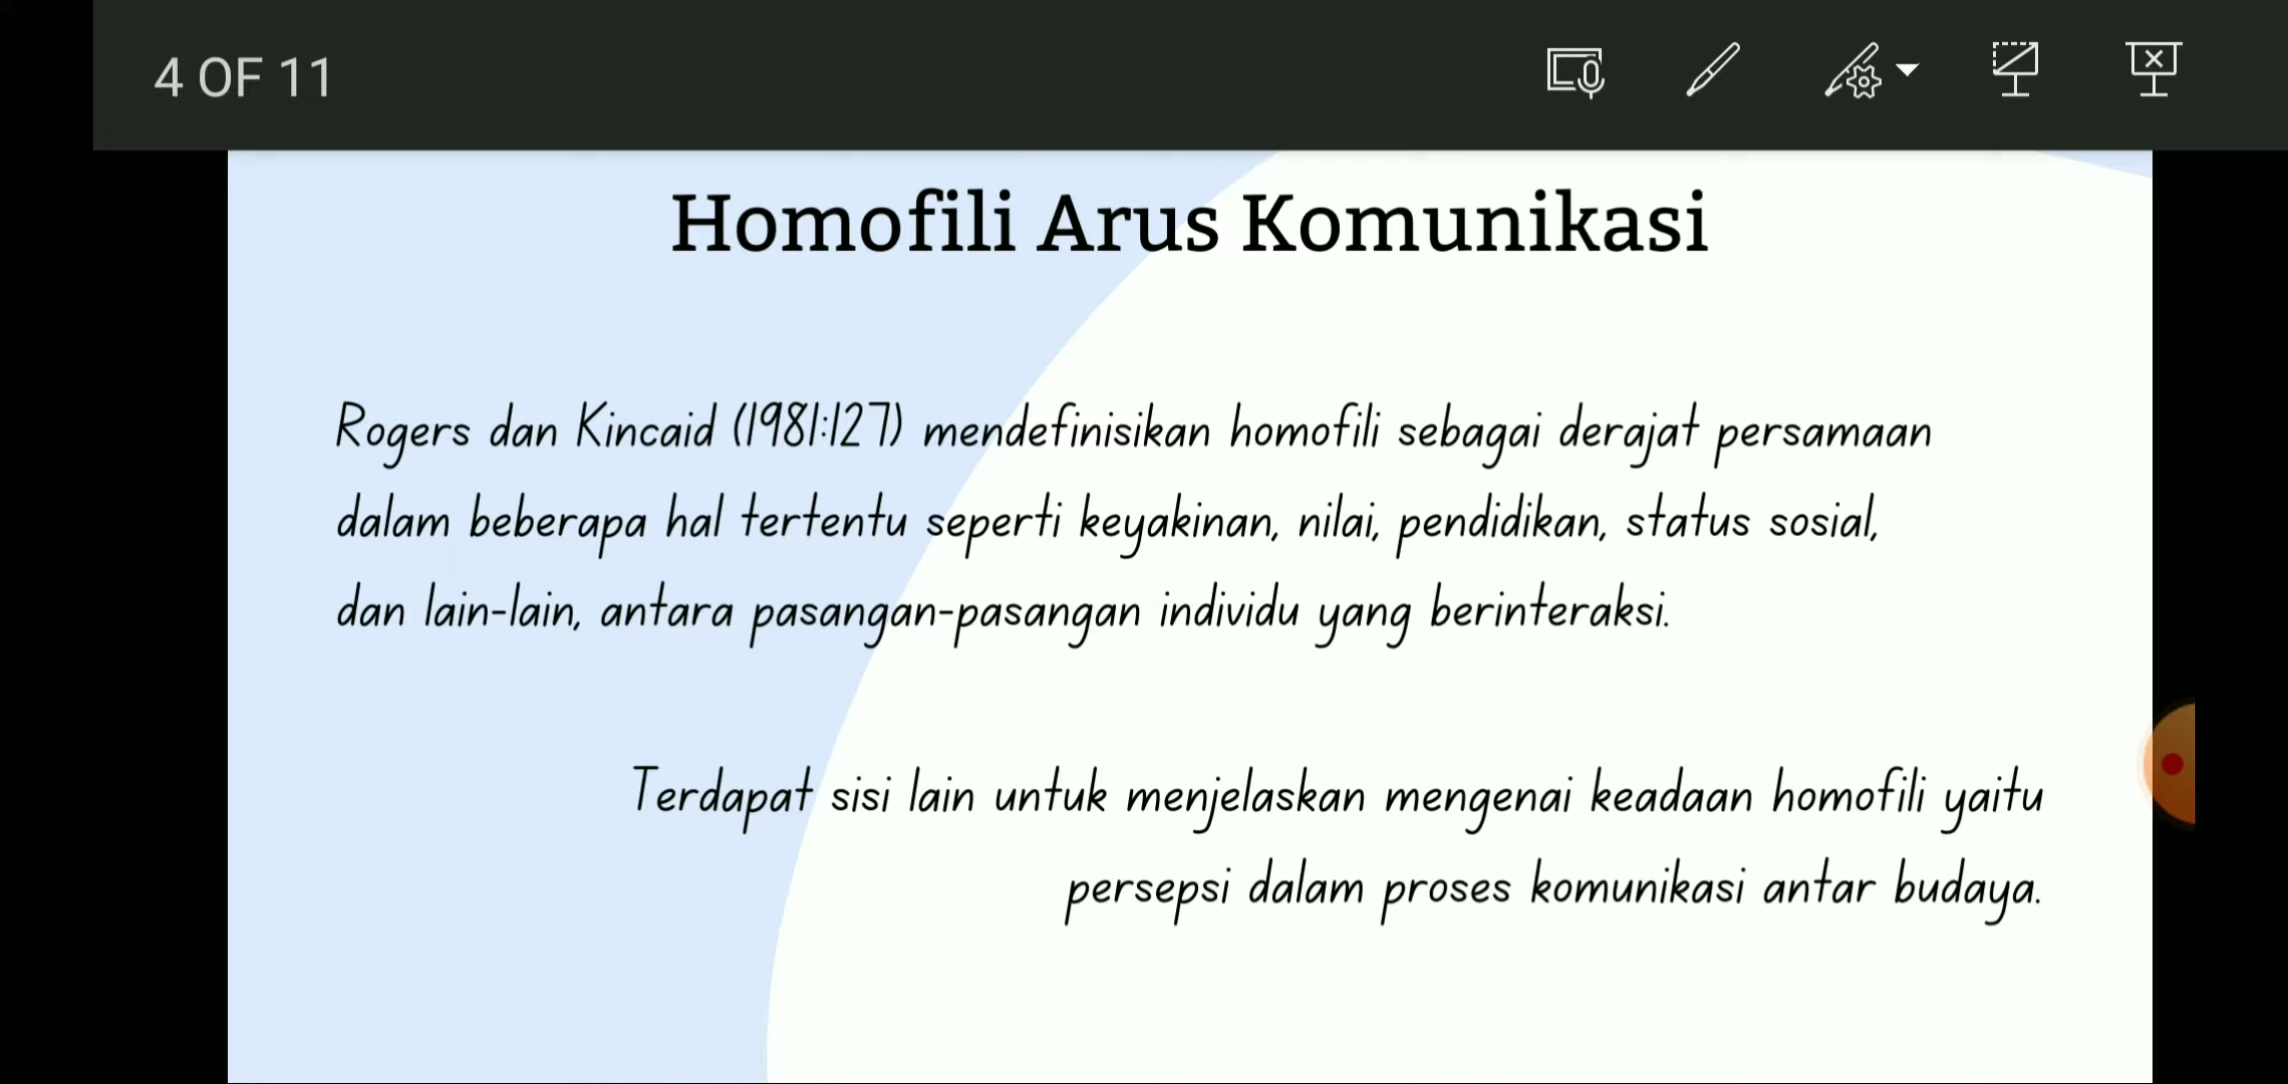 4 OF 11
Homofili Arus Komunikasi
Rogers dan Kincaid (1981:127) mendefinisikan homofili sebagai derajat persamaan
dalam beberapa hal tertentu seperti keyakinan, nilai, pendidikan, status sosial,
dan lain-lain, antara pasangan-pasangan individu yang berinteraksi.
Terdapat sisi lain untuk menjelaskan mengenai keadaan homofili yaitu
persepsi dalam proses komunikasi antar budaya.